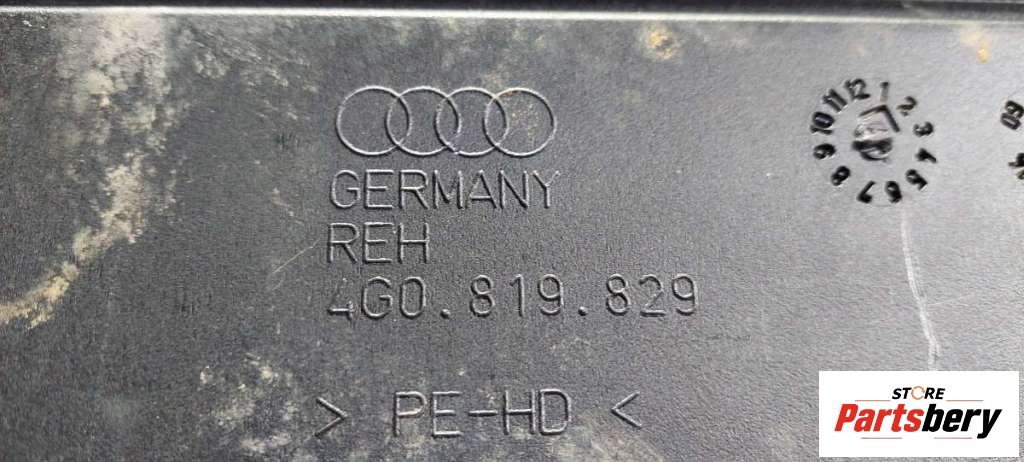 GERMANY
REH
4G0.819.829
> PE-HD <
12 1 2 3 4 5 6 7 8 9 10 11
09
STORE
Partsbery